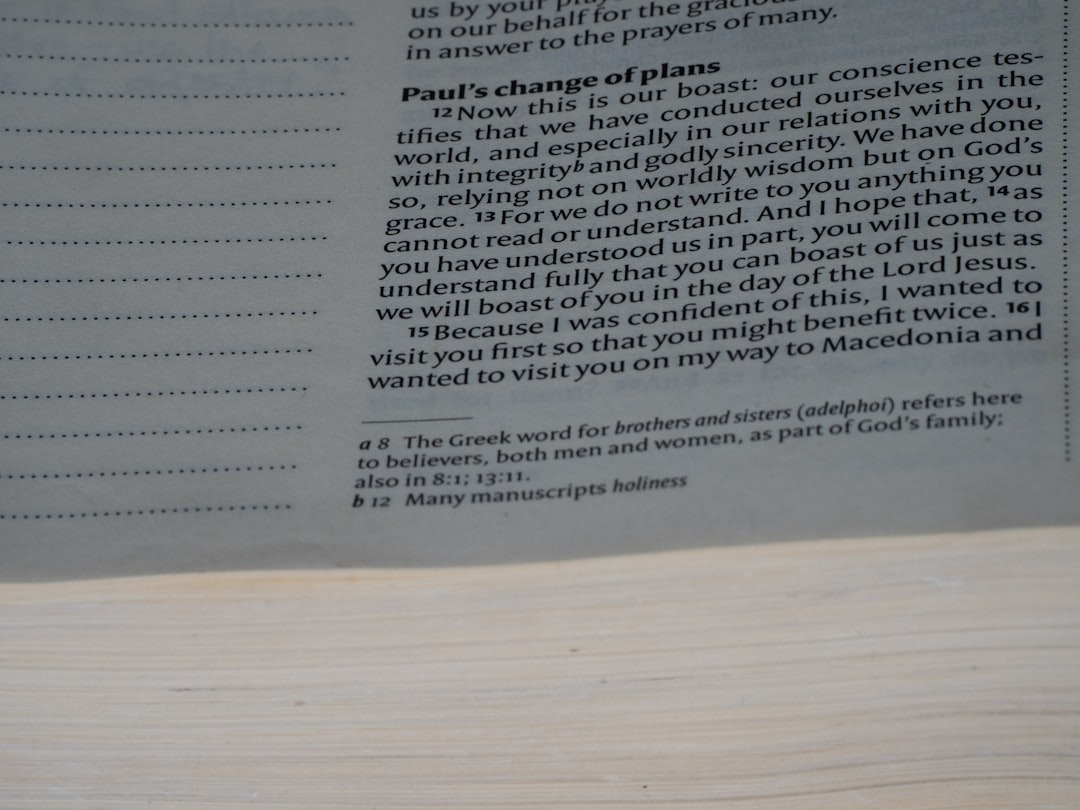 us by your
on our behalf for the gracious
in answer to the prayers of many.
Paul's change of plans
12 Now this is our boast: our conscience tes-
tifies that we have conducted ourselves in the
world, and especially in our relations with you,
with integrity b and godly sincerity. We have done
so, relying not on worldly wisdom but on God's
grace. 13 For we do not write to you anything you
cannot read or understand. And I hope that, 14 as
you have understood us in part, you will come to
understand fully that you can boast of us just as
we will boast of you in the day of the Lord Jesus.
15 Because I was confident of this, I wanted to
visit you first so that you might benefit twice. 16 I
wanted to visit you on my way to Macedonia and
a 8 The Greek word for brothers and sisters (adelphoi) refers here
to believers, both men and women, as part of God's family;
also in 8:1; 13:11.
b 12 Many manuscripts holiness